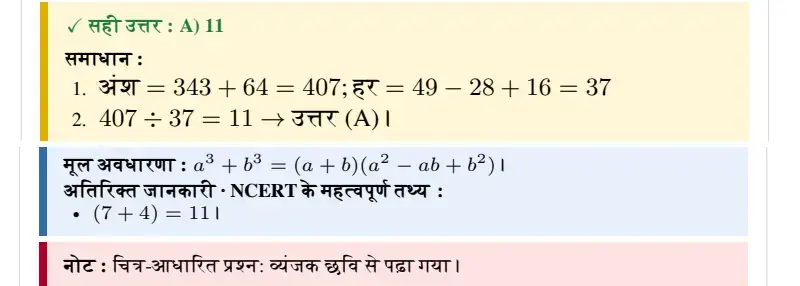 ✓ सही उत्तर : A) 11
समाधान :
1. अंश = 343 + 64 = 407; हर = 49 − 28 + 16 = 37
2. 407 ÷ 37 = 11 → उत्तर (A)।
मूल अवधारणा : a³ + b³ = (a + b)(a² − ab + b²)।
अतिरिक्त जानकारी · NCERT के महत्वपूर्ण तथ्य :
• (7 + 4) = 11।
नोट : चित्र-आधारित प्रश्न: व्यंजक छवि से पढ़ा गया।